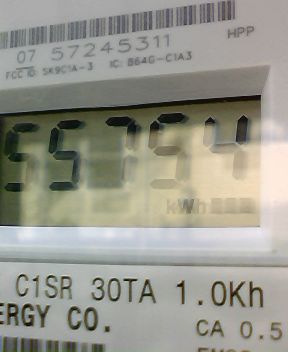 07 57245311
HPP
FCC ID: SK9C1A-3 IC: 864G-C1A3
55754
kWh
C1SR 30TA 1.0Kh
ERGY CO.
CA 0.5